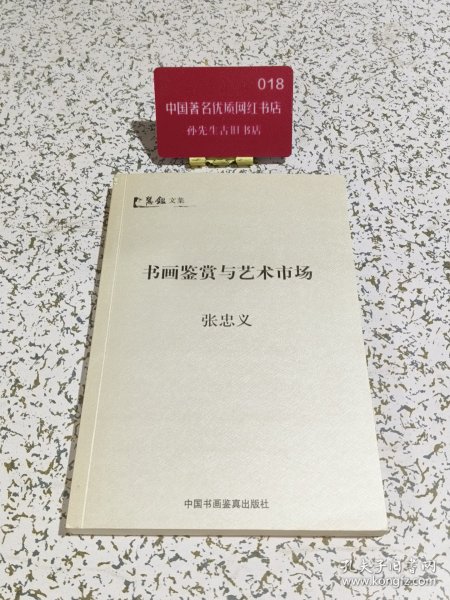 018
中国著名优质网红书店
孙先生古旧书店
文集
书画鉴赏与艺术市场
张忠义
中国书画鉴真出版社
孔夫子旧书网
www.kongfz.com